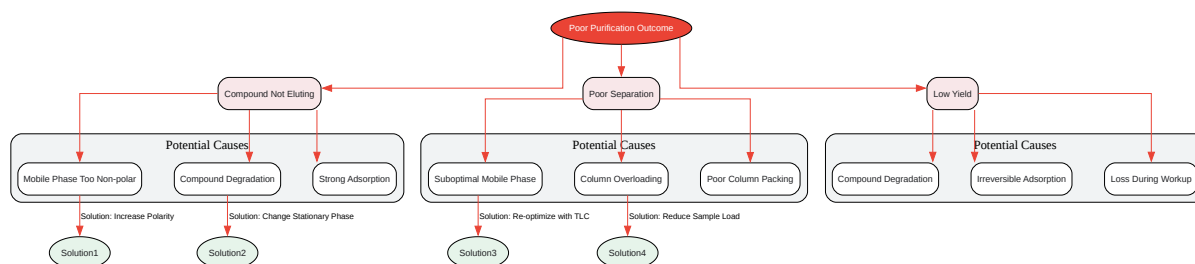 Poor Purification Outcome
Compound Not Eluting
Poor Separation
Low Yield
Potential Causes
Potential Causes
Potential Causes
Mobile Phase Too Non-polar
Compound Degradation
Strong Adsorption
Suboptimal Mobile Phase
Column Overloading
Poor Column Packing
Compound Degradation
Irreversible Adsorption
Loss During Workup
Solution: Increase Polarity
Solution: Change Stationary Phase
Solution: Re-optimize with TLC
Solution: Reduce Sample Load
Solution1
Solution2
Solution3
Solution4